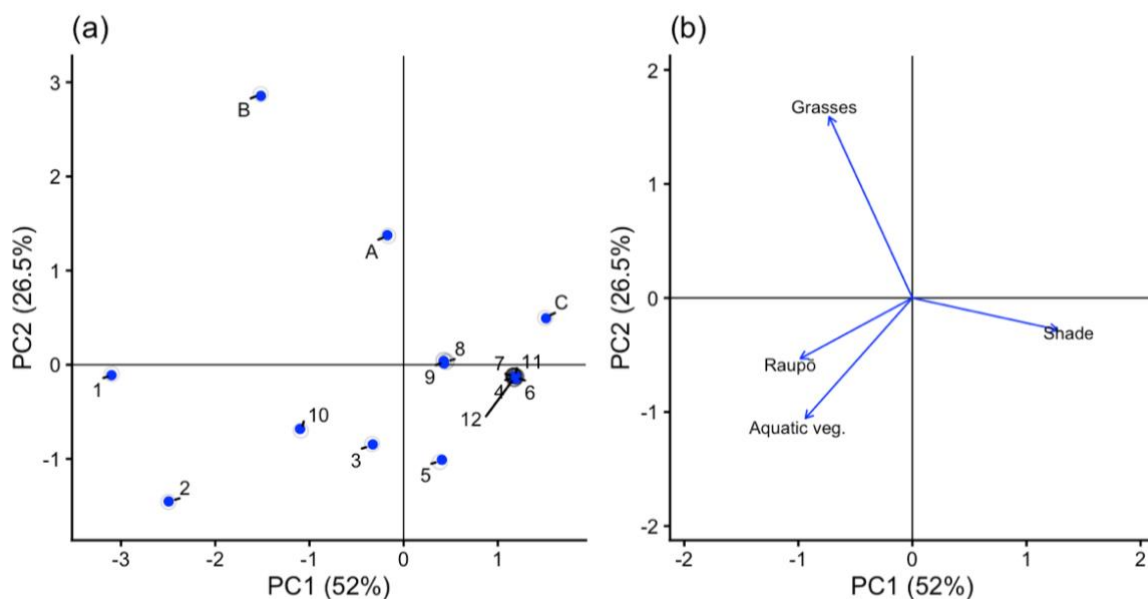 (a)
3
2
1
0
-1
PC2 (26.5%)
B
A
C
8
9
7 11
4 6
12
1
10
3
5
2
-3 -2 -1 0 1
PC1 (52%)
(b)
2
1
0
-1
-2
PC2 (26.5%)
Grasses
Shade
Raupō
Aquatic veg.
-2 -1 0 1 2
PC1 (52%)